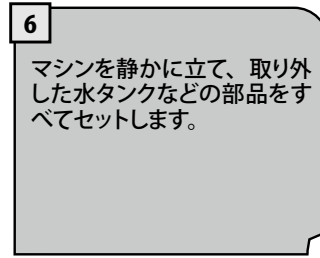 6
マシンを静かに立て、取り外
した水タンクなどの部品をす
べてセットします。